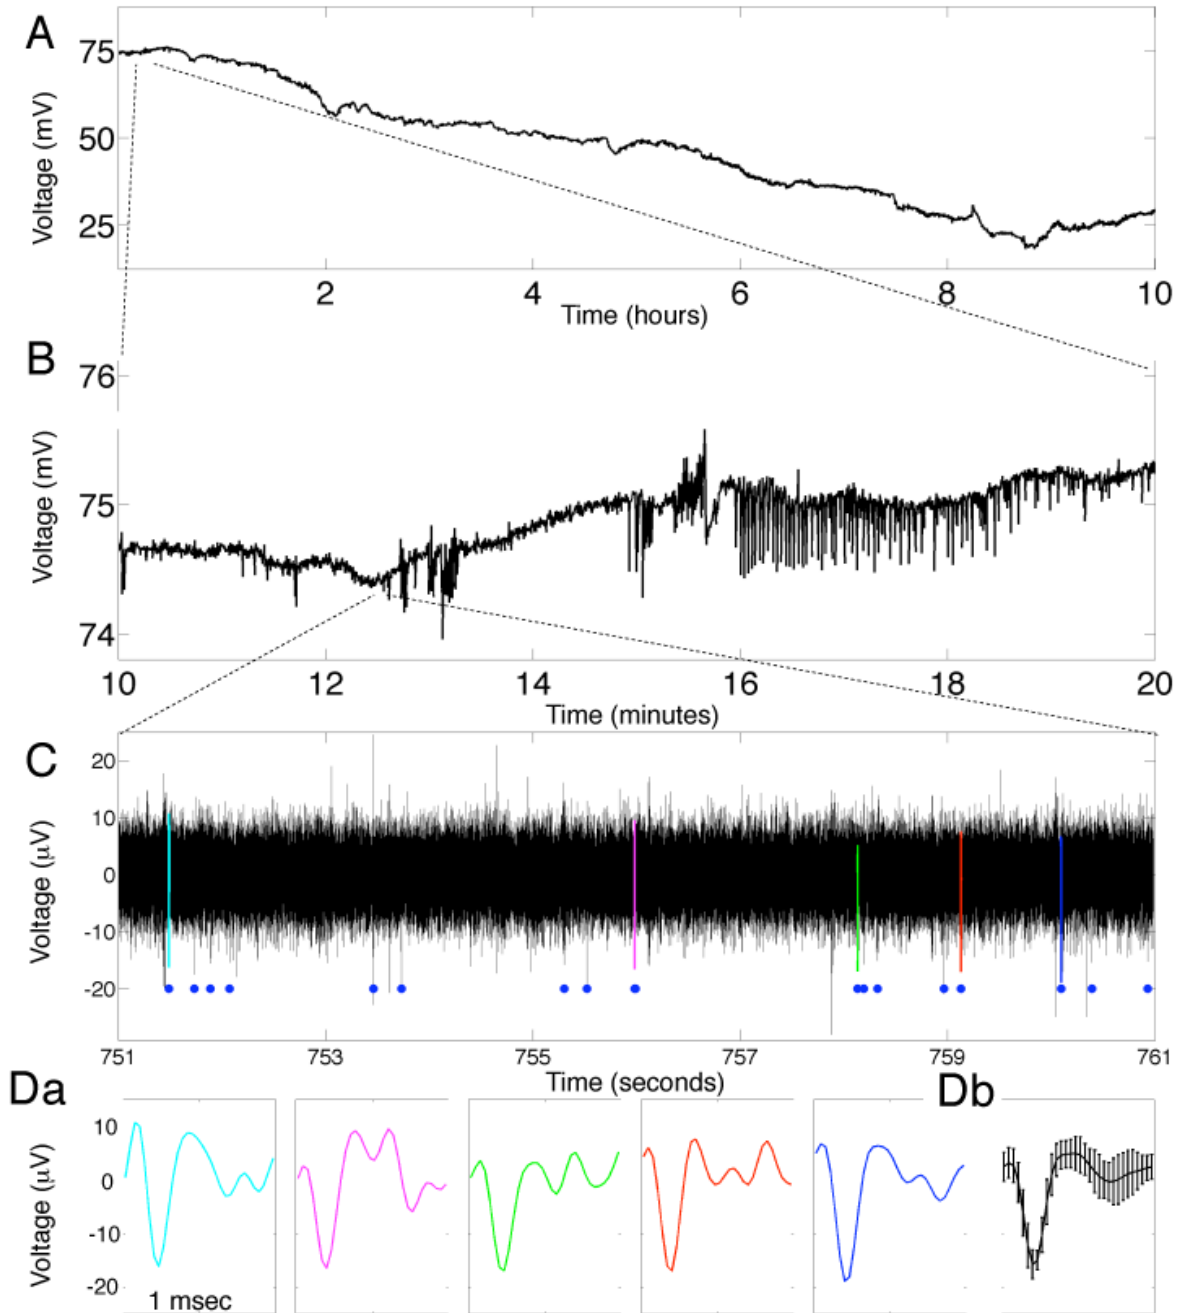 A
Voltage (mV)
75
50
25
2 4 6 8 10
Time (hours)
B
Voltage (mV)
76
75
74
10 12 14 16 18 20
Time (minutes)
C
Voltage (µV)
20
10
0
-10
-20
751 753 755 757 759 761
Time (seconds)
Da Db
Voltage (µV)
10
0
-10
-20
1 msec